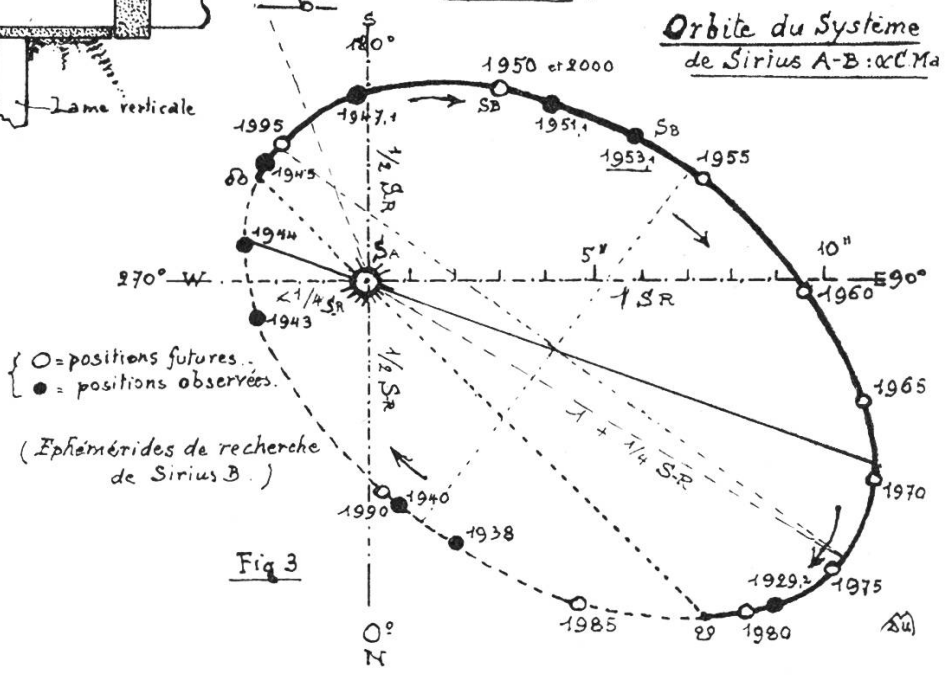 Orbite du Système
de Sirius A-B : αC.Ma
Lame verticale
S
180°
1950 et 2000
1947,1
SB
1951,1
SB
1953,1
1955
1995
1945
☊
1/2 SR
1944
SA
270° W
5"
10"
E 90°
1 SR
1960
<1/4 SR
1943
{ O = positions futures.
● = positions observées.
1/2 S-R
1965
1 + 1/4 S-R
(Ephémérides de recherche
de Sirius B.)
1970
1990
1940
1938
1929,2
1975
Fig 3
1985
☋
1980
0°
N